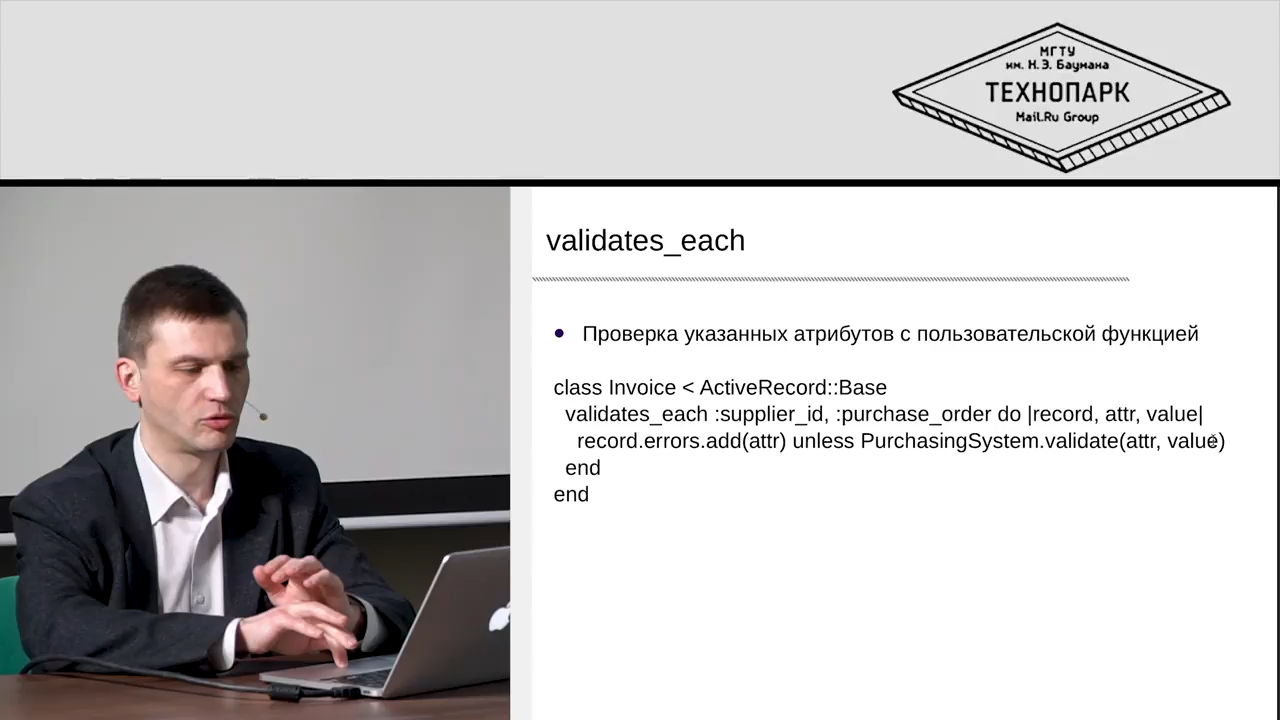 МГТУ
им. Н.Э. Баумана
ТЕХНОПАРК
Mail.Ru Group
validates_each
Проверка указанных атрибутов с пользовательской функцией
class Invoice < ActiveRecord::Base
validates_each :supplier_id, :purchase_order do |record, attr, value|
record.errors.add(attr) unless PurchasingSystem.validate(attr, value)
end
end